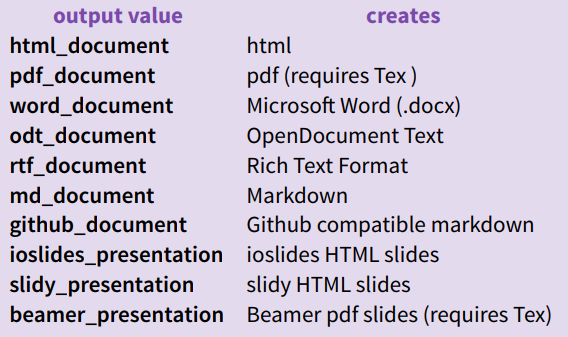 output value creates
html_document html
pdf_document pdf (requires Tex )
word_document Microsoft Word (.docx)
odt_document OpenDocument Text
rtf_document Rich Text Format
md_document Markdown
github_document Github compatible markdown
ioslides_presentation ioslides HTML slides
slidy_presentation slidy HTML slides
beamer_presentation Beamer pdf slides (requires Tex)